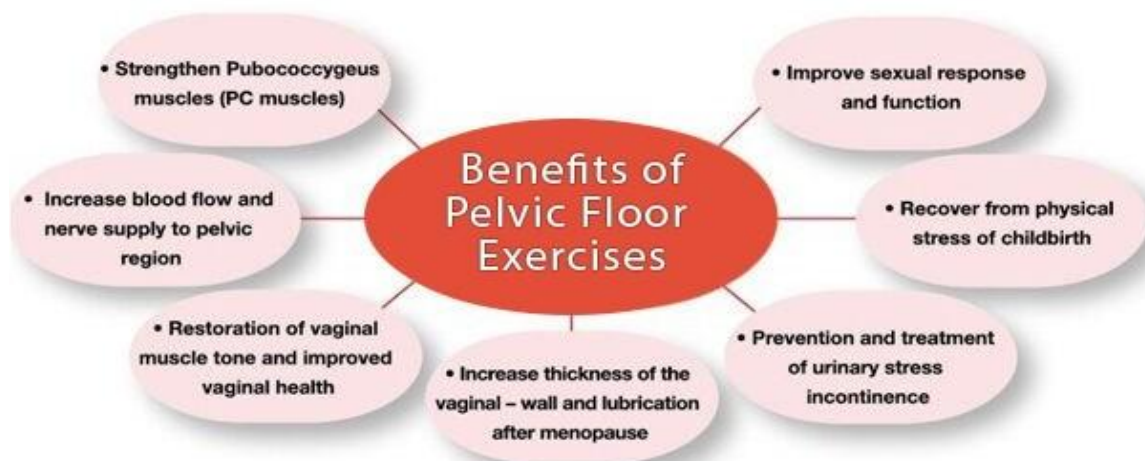 Benefits of
Pelvic Floor
Exercises
• Strengthen Pubococcygeus
muscles (PC muscles)
• Increase blood flow and
nerve supply to pelvic
region
• Restoration of vaginal
muscle tone and improved
vaginal health
• Increase thickness of the
vaginal – wall and lubrication
after menopause
• Prevention and treatment
of urinary stress
incontinence
• Recover from physical
stress of childbirth
• Improve sexual response
and function